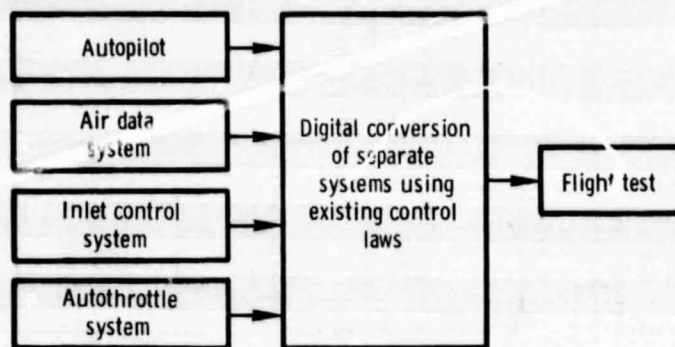 Autopilot
Air data
system
Inlet control
system
Autothrottle
system
Digital conversion
of separate
systems using
existing control
laws
Flight test